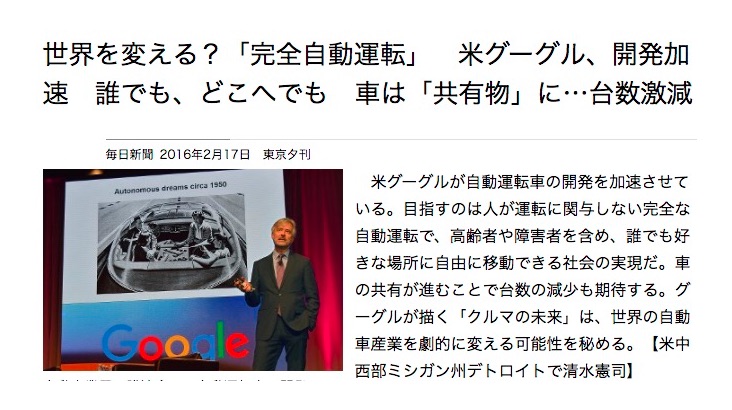 世界を変える？「完全自動運転」　米グーグル、開発加
速　誰でも、どこへでも　車は「共有物」に…台数激減
毎日新聞 2016年2月17日　東京夕刊
Autonomous dreams circa 1950
Google
　米グーグルが自動運転車の開発を加速させて
いる。目指すのは人が運転に関与しない完全な
自動運転で、高齢者や障害者を含め、誰でも好
きな場所に自由に移動できる社会の実現だ。車
の共有が進むことで台数の減少も期待する。グ
ーグルが描く「クルマの未来」は、世界の自動
車産業を劇的に変える可能性を秘める。【米中
西部ミシガン州デトロイトで清水憲司】